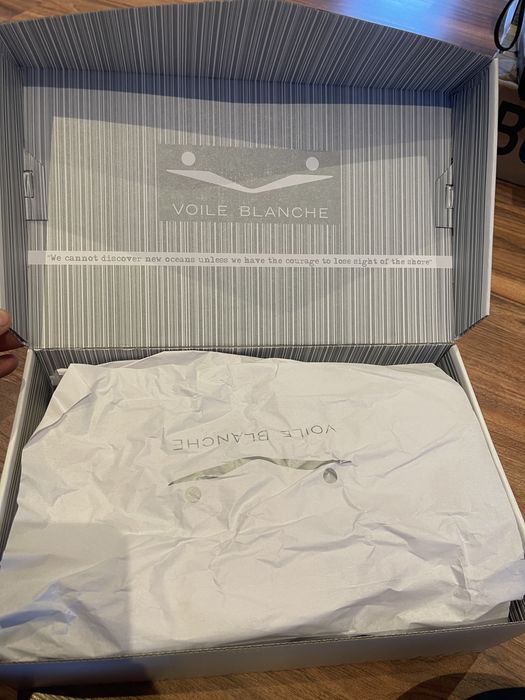 VOILE BLANCHE
"We cannot discover new oceans unless we have the courage to lose sight of the shore"
VOILE BLANCHE